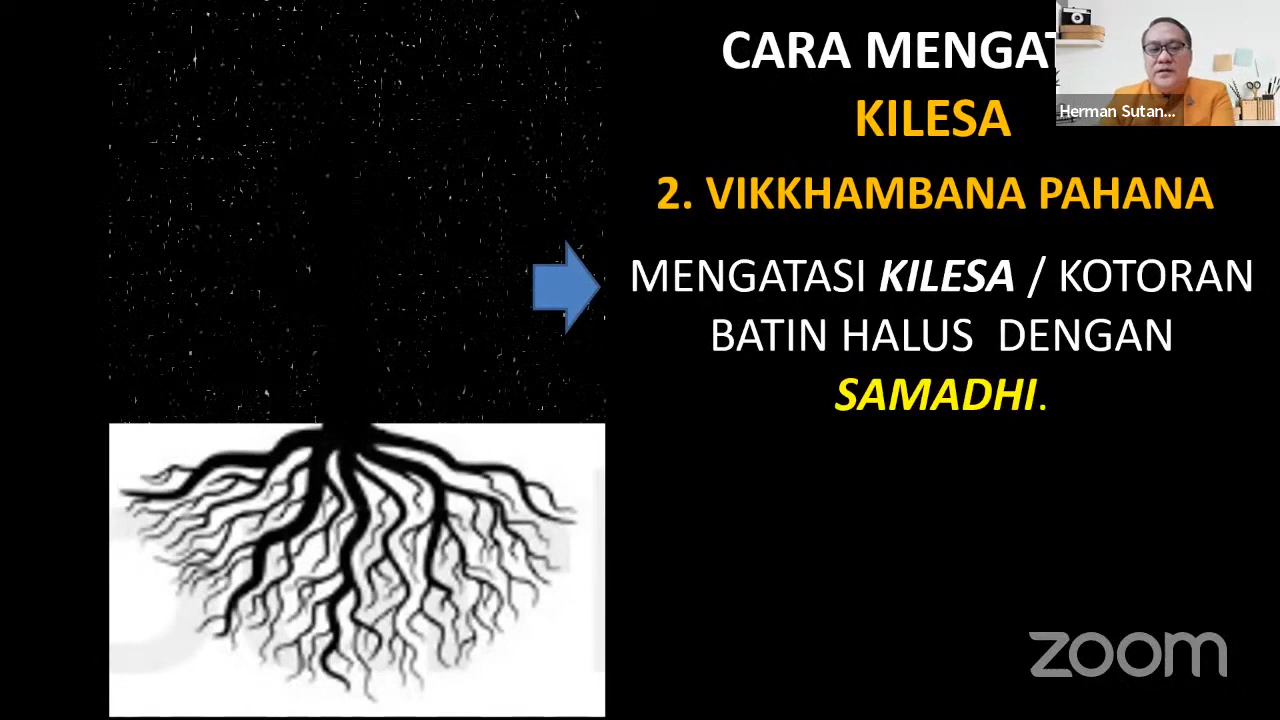 CARA MENGAT
KILESA
2. VIKKHAMBANA PAHANA
MENGATASI KILESA / KOTORAN
BATIN HALUS DENGAN
SAMADHI.
Herman Sutan...
zoom